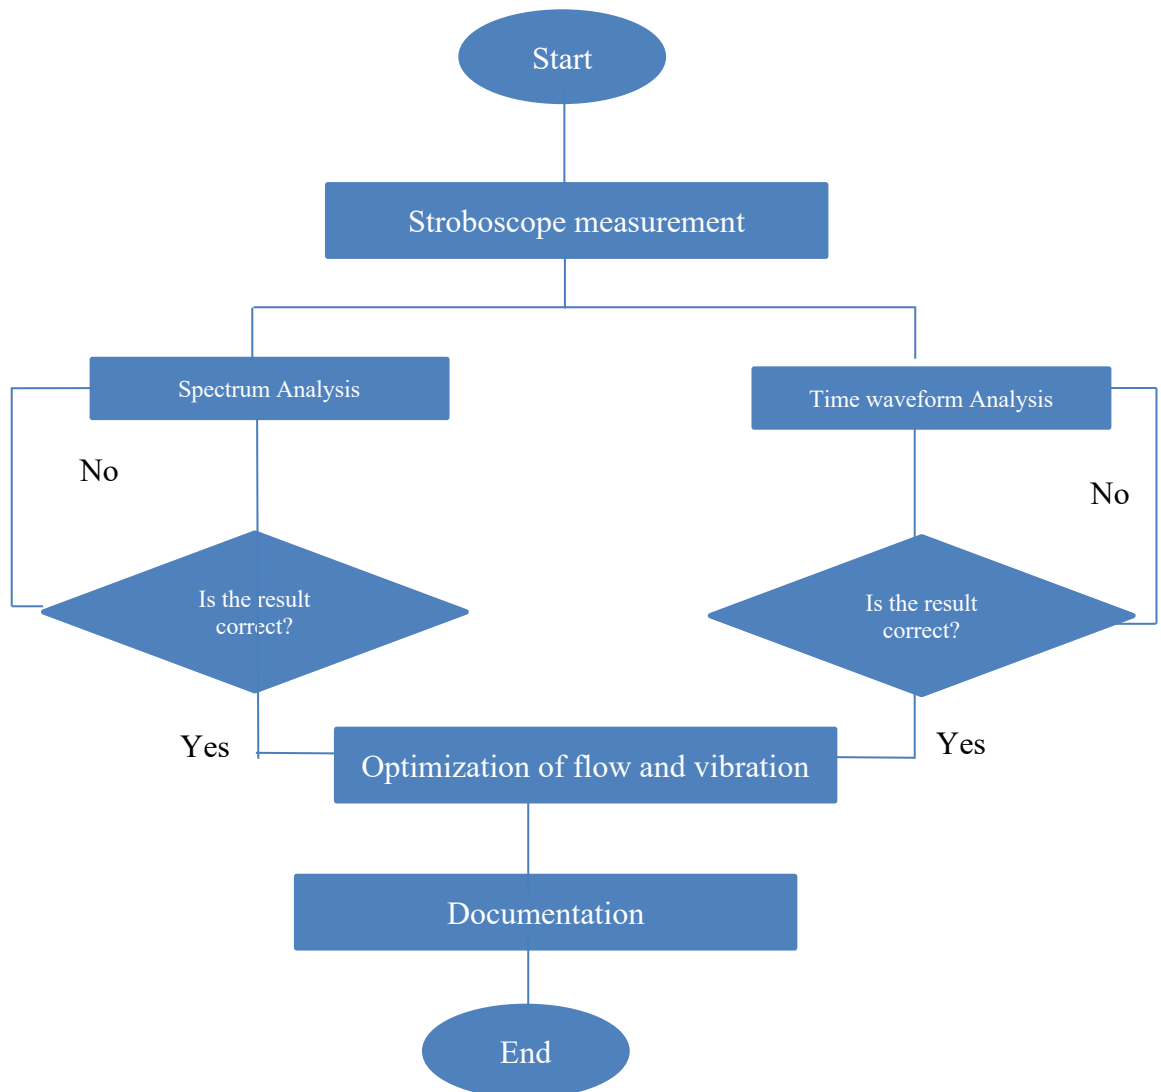 Start
Stroboscope measurement
Spectrum Analysis
Time waveform Analysis
No
No
Is the result
correct?
Is the result
correct?
Yes
Yes
Optimization of flow and vibration
Documentation
End